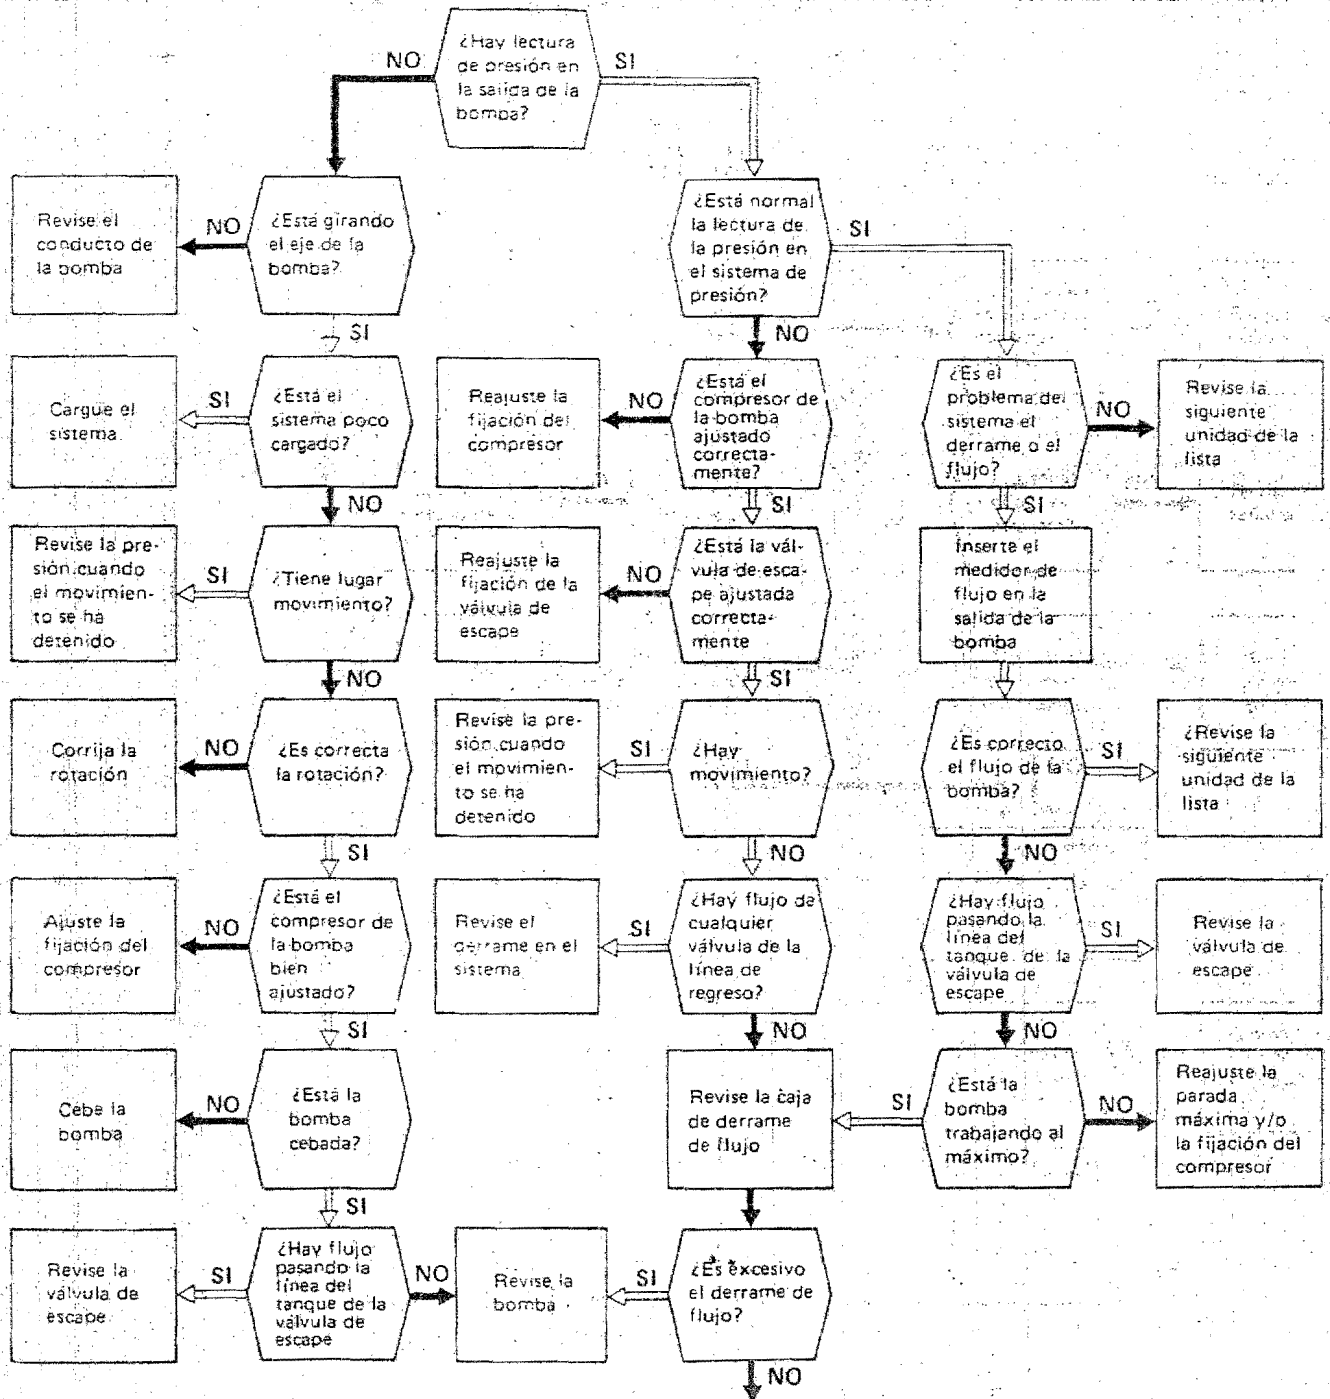 ¿Hay lectura
de presión en
la salida de la
bomba?
NO
SI
Revise el
conducto de
la bomba
NO
¿Está girando
el eje de la
bomba?
¿Está normal
la lectura de
la presión en
el sistema de
presión?
SI
SI
NO
Cargue el
sistema
SI
¿Está el
sistema poco
cargado?
Reajuste la
fijación del
compresor
NO
¿Está el
compresor de
la bomba
ajustado
correcta-
mente?
¿Es el
problema del
sistema el
derrame o el
flujo?
NO
Revise la
siguiente
unidad de la
lista
NO
SI
SI
Revise la pre-
sión cuando
el movimien-
to se ha
detenido
SI
¿Tiene lugar
movimiento?
Reajuste la
fijación de la
válvula de
escape
NO
¿Está la vál-
vula de esca-
pe ajustada
correcta-
mente
Inserte el
medidor de
flujo en la
salida de la
bomba
NO
SI
Corrija la
rotación
NO
¿Es correcta
la rotación?
Revise la pre-
sión cuando
el movimien-
to se ha
detenido
SI
¿Hay
movimiento?
¿Es correcto
el flujo de la
bomba?
SI
¿Revise la
siguiente
unidad de la
lista
SI
NO
NO
Ajuste la
fijación del
compresor
NO
¿Está el
compresor de
la bomba
bien
ajustado?
Revise el
derrame en el
sistema
SI
¿Hay flujo de
cualquier
válvula de la
línea de
regreso?
¿Hay flujo
pasando la
línea del
tanque de la
válvula de
escape
SI
Revise la
válvula de
escape
SI
NO
NO
Cebe la
bomba
NO
¿Está la
bomba
cebada?
Revise la caja
de derrame
de flujo
SI
¿Está la
bomba
trabajando al
máximo?
NO
Reajuste la
parada
máxima y/o
la fijación del
compresor
SI
Revise la
válvula de
escape
SI
¿Hay flujo
pasando la
línea del
tanque de la
válvula de
escape
NO
Revise la
bomba
SI
¿Es excesivo
el derrame de
flujo?
NO